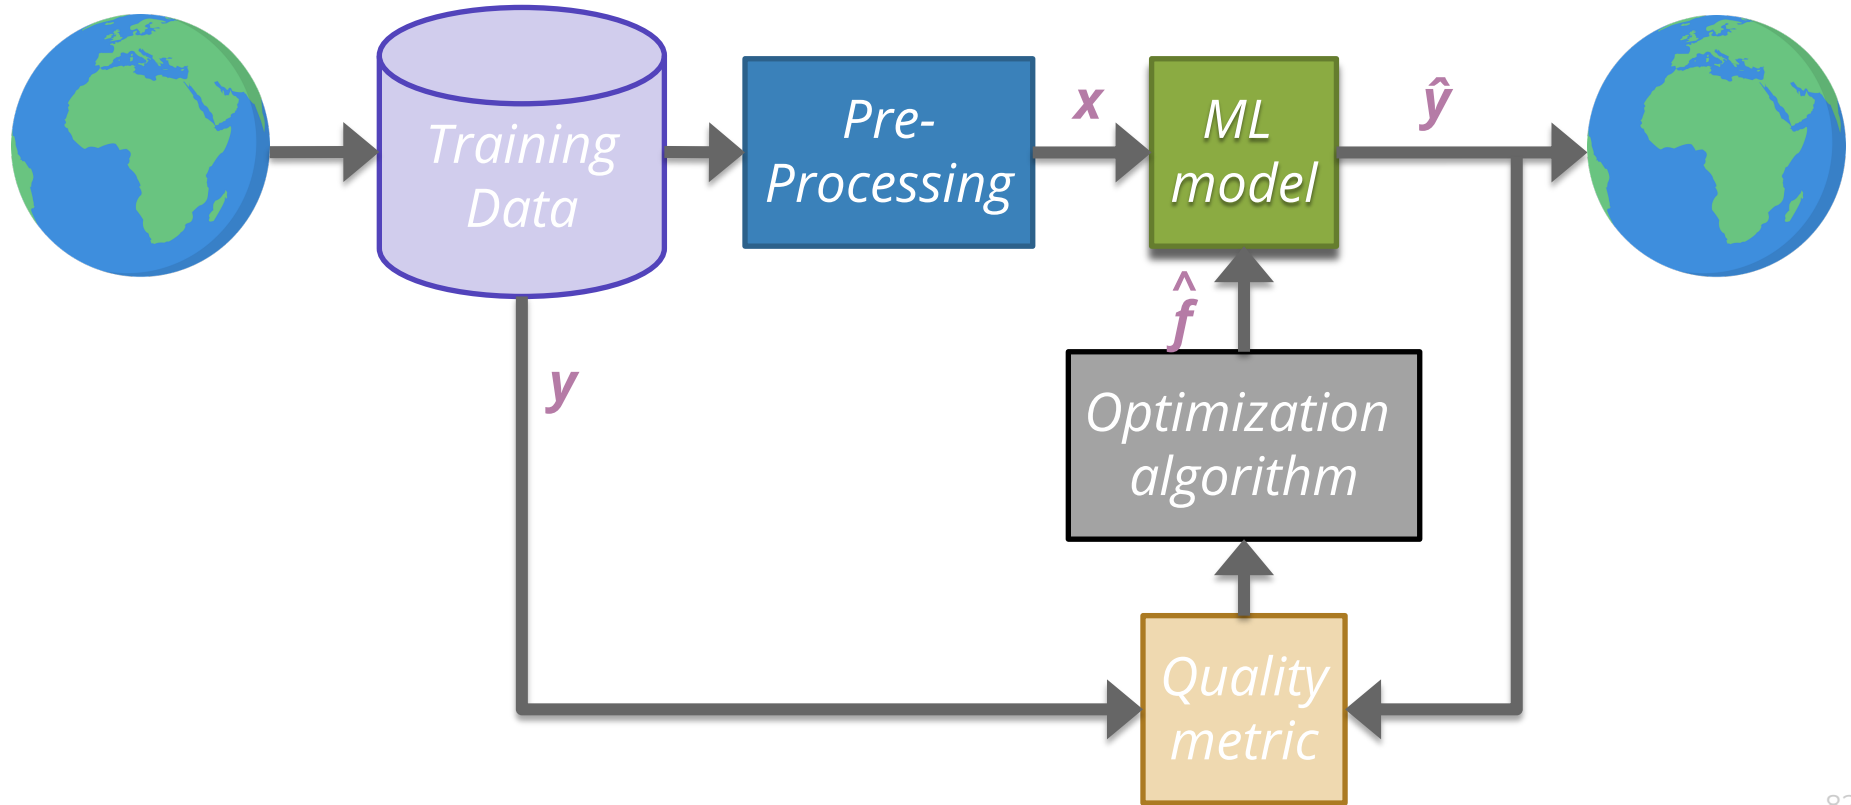 Training
Data
Pre-
Processing
x
ML
model
ŷ
f̂
y
Optimization
algorithm
Quality
metric